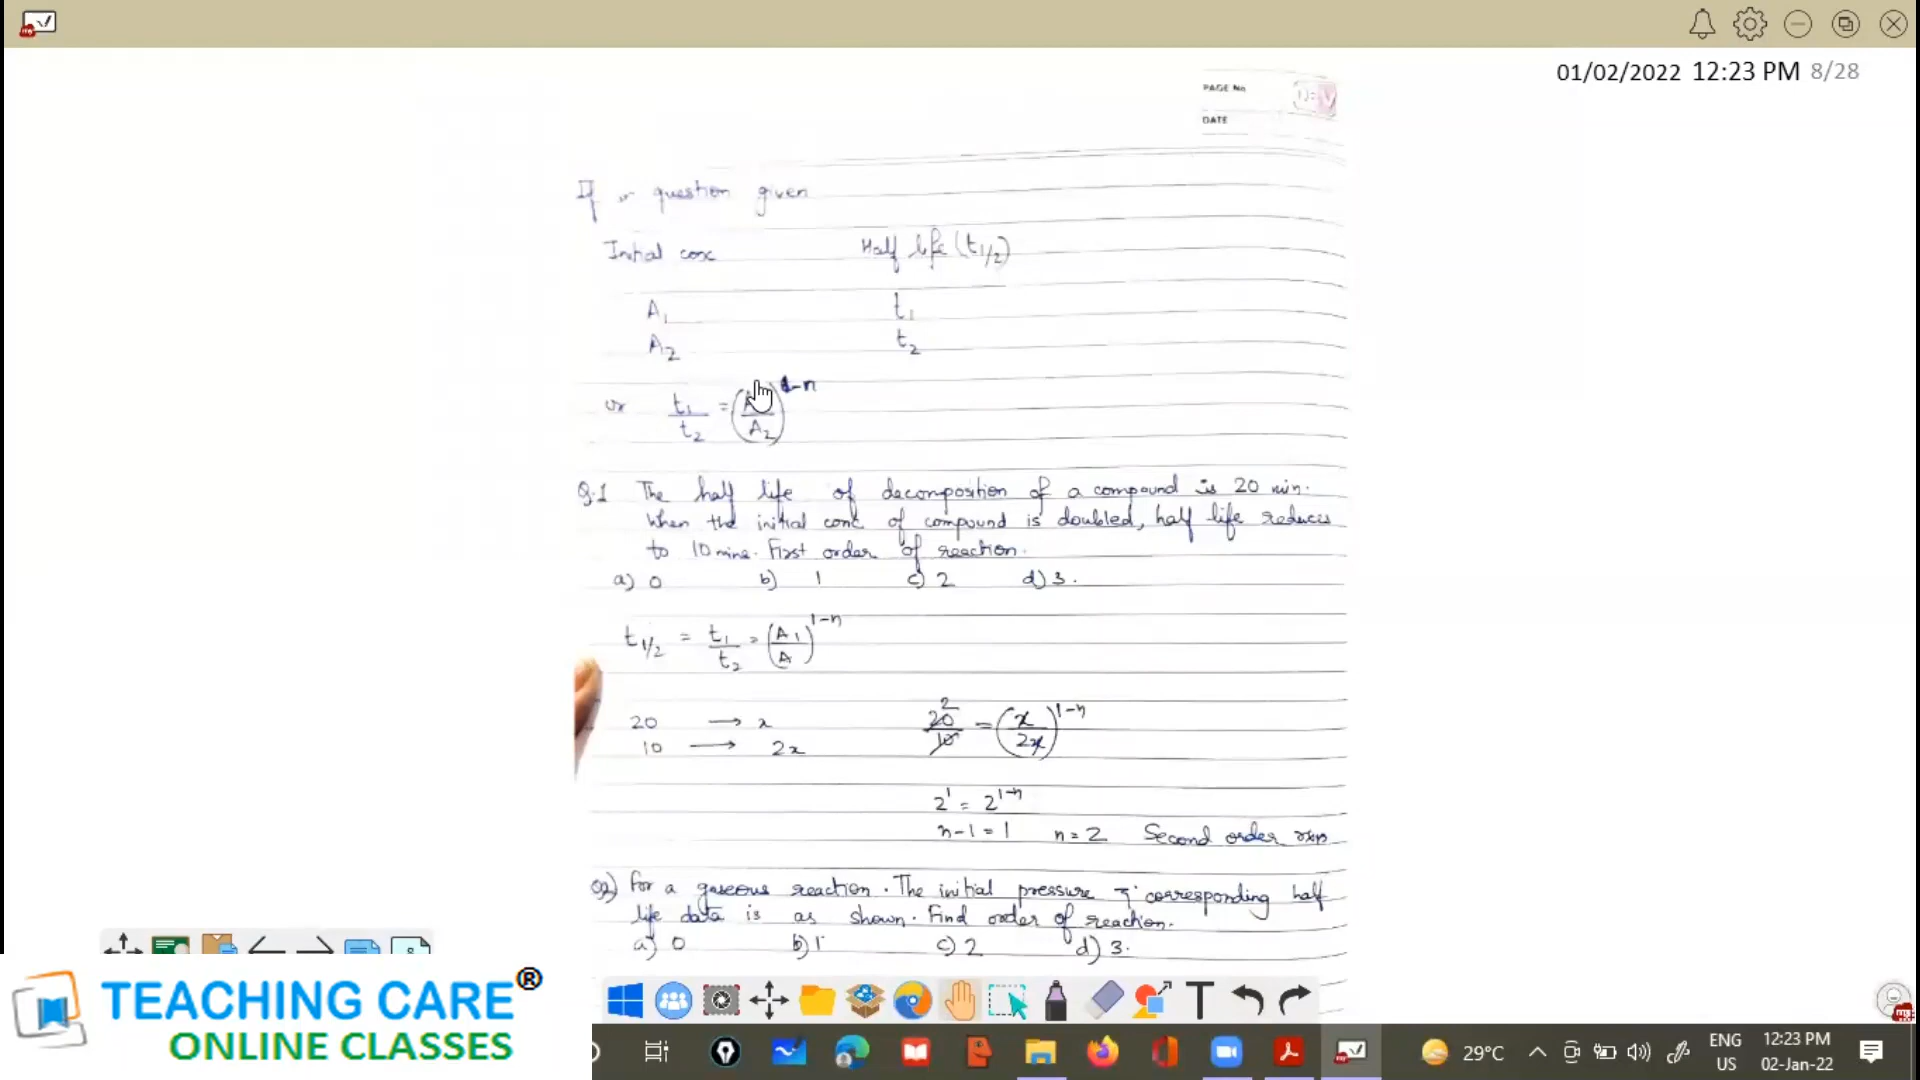 01/02/2022 12:23 PM 8/28
PAGE No
DATE
If in question given
Initial conc Half life (t1/2)
A1 t1
A2 t2
or t1/t2 = (A /A2)^1-n
Q.1 The half life of decomposition of a compound is 20 min.
When the initial conc of compound is doubled, half life reduces
to 10 mins. First order of reaction.
a) 0 b) 1 c) 2 d) 3.
t1/2 = t1/t2 = (A1/A)^1-n
20 → x
10 → 2x
20/10 2 = (x/2x)^1-n
2^1 = 2^1-n
n-1 = 1 n = 2 Second order rxn
Q2) For a gaseous reaction. The initial pressure & corresponding half
life data is as shown. Find order of reaction.
a) 0 b) 1 c) 2 d) 3.
TEACHING CARE®
ONLINE CLASSES
29°C
ENG
US
12:23 PM
02-Jan-22